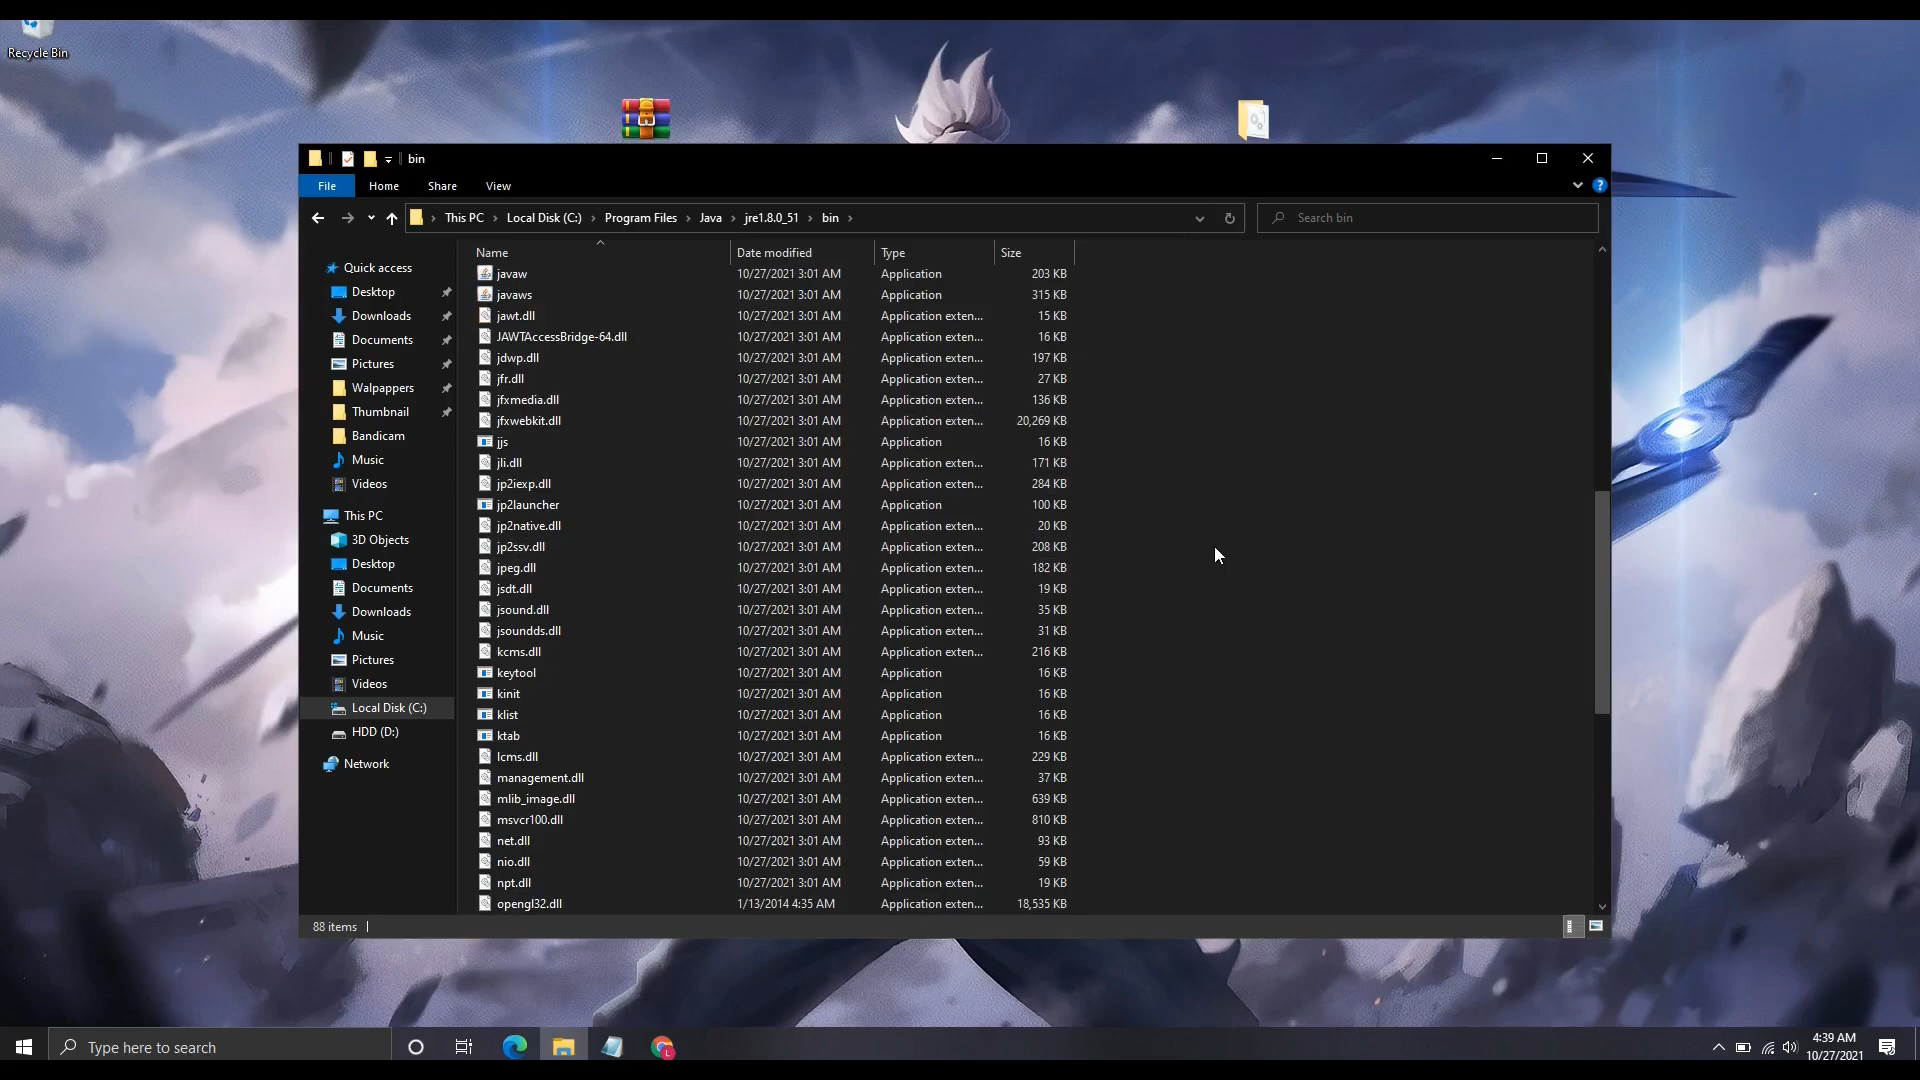 Recycle Bin
bin
File Home Share View
This PC Local Disk (C:) Program Files Java jre1.8.0_51 bin
Search bin
Name Date modified Type Size
Quick access
Desktop
Downloads
Documents
Pictures
Walpappers
Thumbnail
Bandicam
Music
Videos
This PC
3D Objects
Desktop
Documents
Downloads
Music
Pictures
Videos
Local Disk (C:)
HDD (D:)
Network
javaw 10/27/2021 3:01 AM Application 203 KB
javaws 10/27/2021 3:01 AM Application 315 KB
jawt.dll 10/27/2021 3:01 AM Application exten... 15 KB
JAWTAccessBridge-64.dll 10/27/2021 3:01 AM Application exten... 16 KB
jdwp.dll 10/27/2021 3:01 AM Application exten... 197 KB
jfr.dll 10/27/2021 3:01 AM Application exten... 27 KB
jfxmedia.dll 10/27/2021 3:01 AM Application exten... 136 KB
jfxwebkit.dll 10/27/2021 3:01 AM Application exten... 20,269 KB
jjs 10/27/2021 3:01 AM Application 16 KB
jli.dll 10/27/2021 3:01 AM Application exten... 171 KB
jp2iexp.dll 10/27/2021 3:01 AM Application exten... 284 KB
jp2launcher 10/27/2021 3:01 AM Application 100 KB
jp2native.dll 10/27/2021 3:01 AM Application exten... 20 KB
jp2ssv.dll 10/27/2021 3:01 AM Application exten... 208 KB
jpeg.dll 10/27/2021 3:01 AM Application exten... 182 KB
jsdt.dll 10/27/2021 3:01 AM Application exten... 19 KB
jsound.dll 10/27/2021 3:01 AM Application exten... 35 KB
jsoundds.dll 10/27/2021 3:01 AM Application exten... 31 KB
kcms.dll 10/27/2021 3:01 AM Application exten... 216 KB
keytool 10/27/2021 3:01 AM Application 16 KB
kinit 10/27/2021 3:01 AM Application 16 KB
klist 10/27/2021 3:01 AM Application 16 KB
ktab 10/27/2021 3:01 AM Application 16 KB
lcms.dll 10/27/2021 3:01 AM Application exten... 229 KB
management.dll 10/27/2021 3:01 AM Application exten... 37 KB
mlib_image.dll 10/27/2021 3:01 AM Application exten... 639 KB
msvcr100.dll 10/27/2021 3:01 AM Application exten... 810 KB
net.dll 10/27/2021 3:01 AM Application exten... 93 KB
nio.dll 10/27/2021 3:01 AM Application exten... 59 KB
npt.dll 10/27/2021 3:01 AM Application exten... 19 KB
opengl32.dll 1/13/2014 4:35 AM Application exten... 18,535 KB
88 items
Type here to search
4:39 AM
10/27/2021